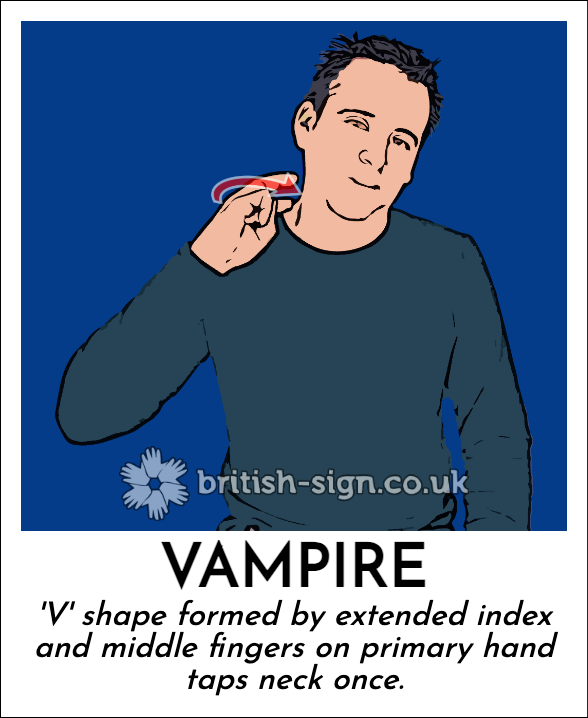 british-sign.co.uk
VAMPIRE
'V' shape formed by extended index
and middle fingers on primary hand
taps neck once.